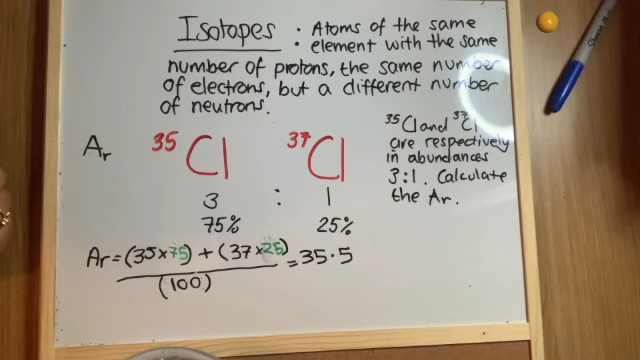 Isotopes • Atoms of the same
• element with the same
number of protons, the same number
of electrons, but a different number
of neutrons.
³⁵Cl and ³⁷Cl
are respectively
in abundances
3:1. Calculate
the Ar.
Ar ³⁵Cl ³⁷Cl
3 : 1
75% 25%
Ar = (35×75) + (37×25) = 35.5
(100)